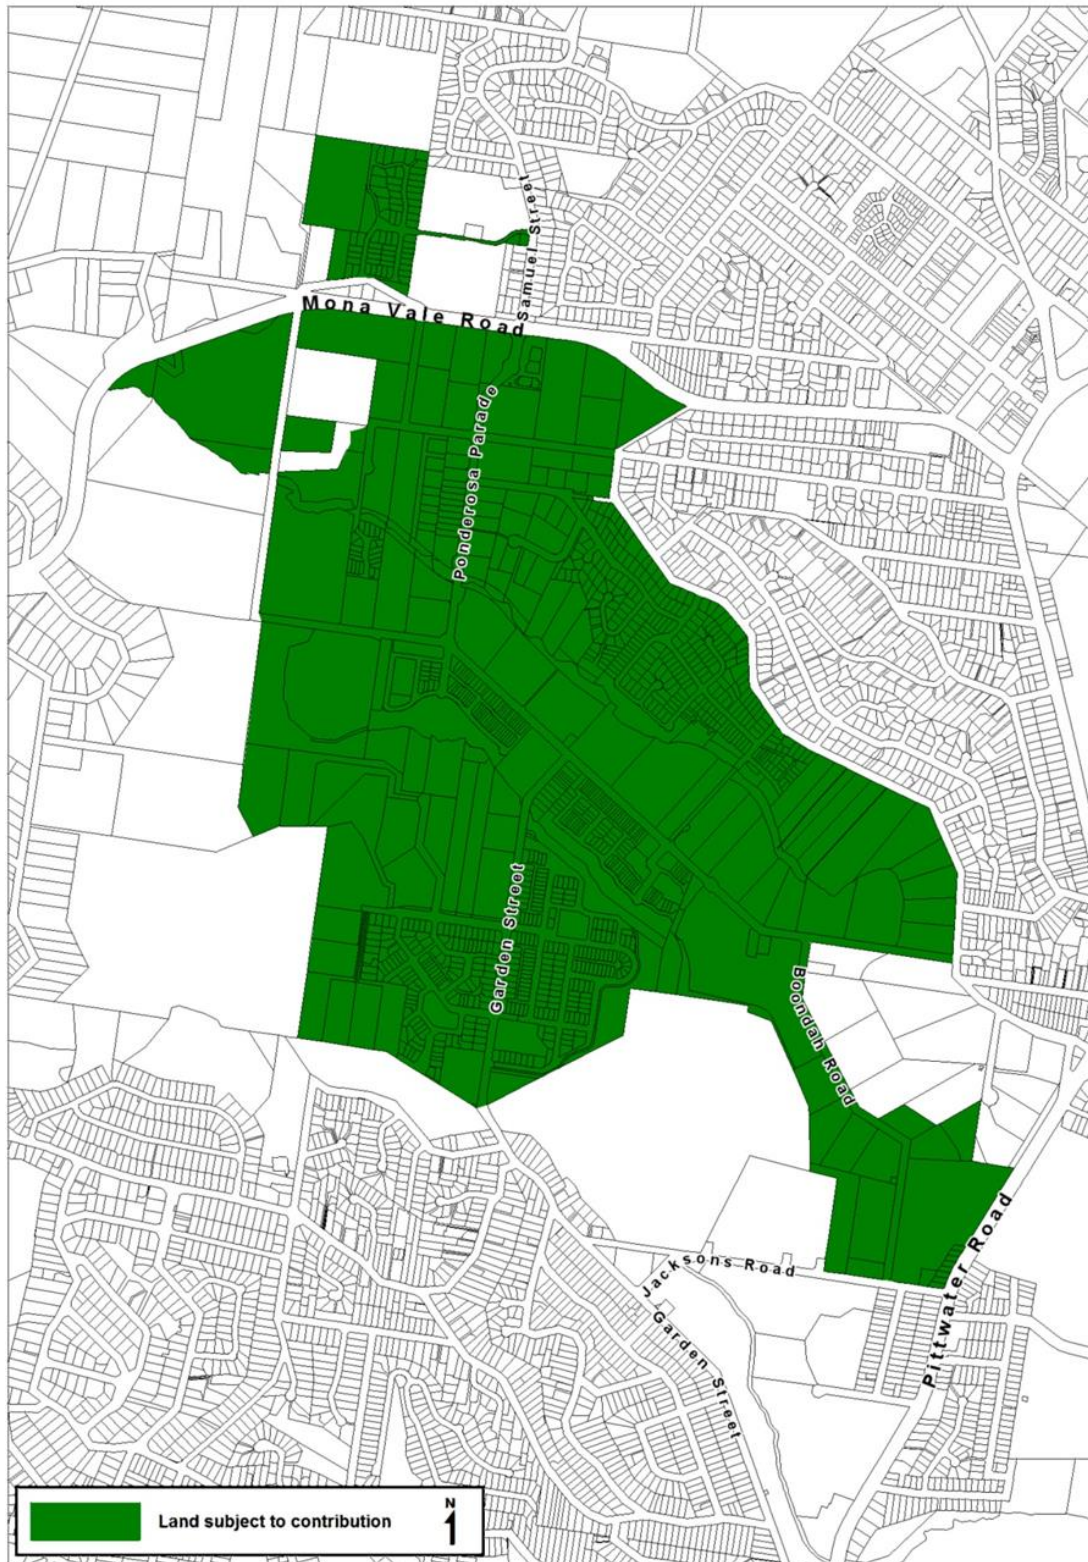 Samuel Street
Mona Vale Road
Ponderosa Parade
Garden Street
Boondah Road
Jacksons Road
Pittwater Road
Garden Street
Land subject to contribution
N
1